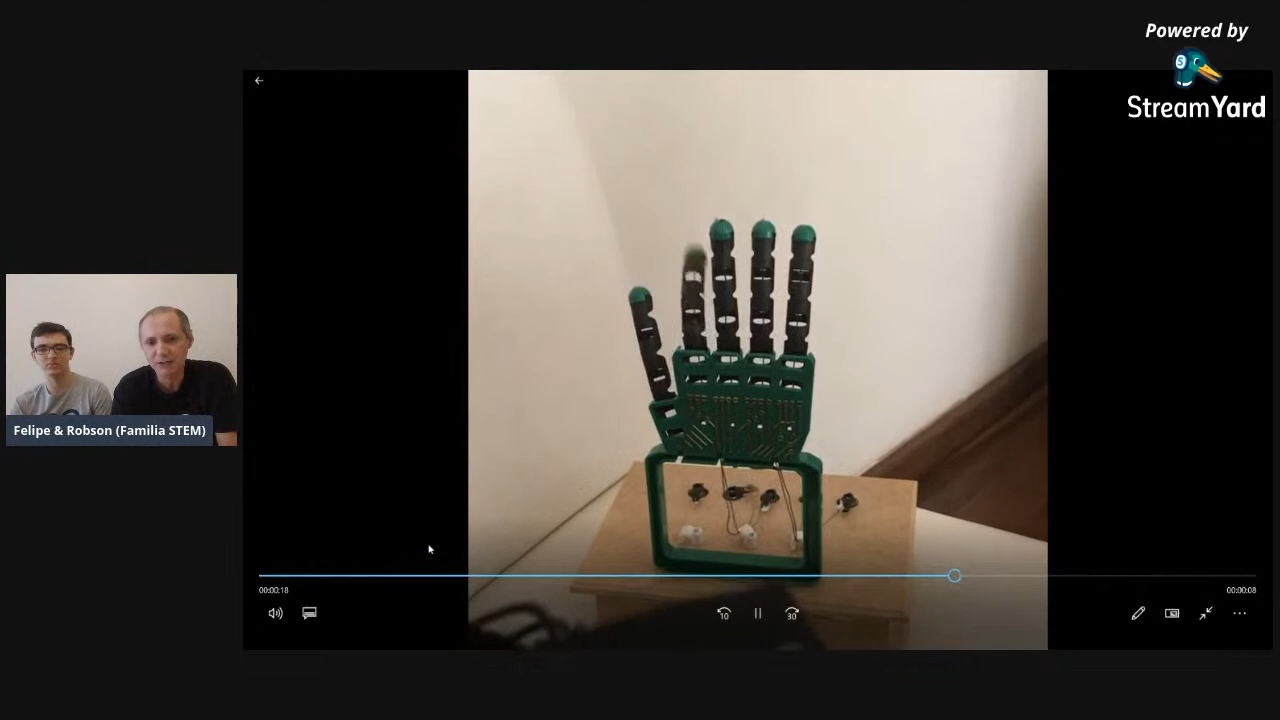 Powered by
S
StreamYard
Felipe & Robson (Familia STEM)
00:00:18
00:00:08
10
30